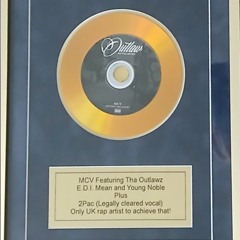 Outlawz
MCV
MCV Featuring Tha Outlawz
E.D.I. Mean and Young Noble
Plus
2Pac (Legally cleared vocal)
Only UK rap artist to achieve that!